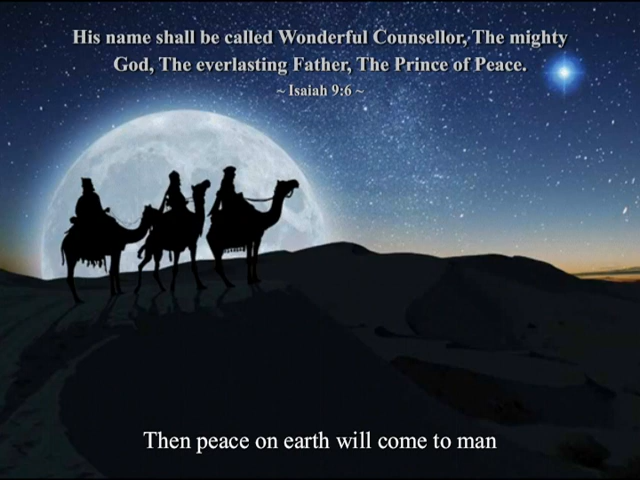 His name shall be called Wonderful Counsellor, The mighty
God, The everlasting Father, The Prince of Peace.
~ Isaiah 9:6 ~
Then peace on earth will come to man